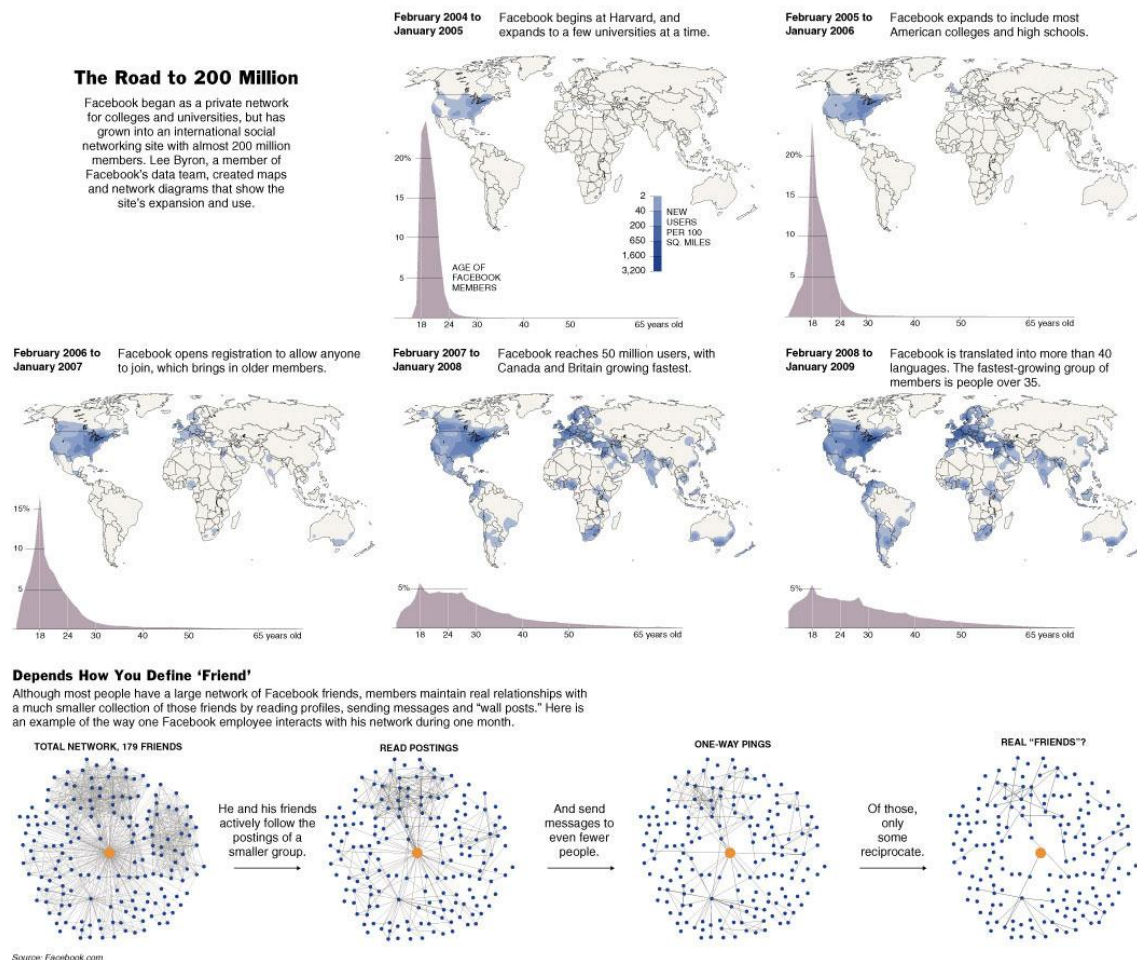 The Road to 200 Million
Facebook began as a private network
for colleges and universities, but has
grown into an international social
networking site with almost 200 million
members. Lee Byron, a member of
Facebook's data team, created maps
and network diagrams that show the
site's expansion and use.
February 2004 to
January 2005
Facebook begins at Harvard, and
expands to a few universities at a time.
20%
15
10
5
AGE OF
FACEBOOK
MEMBERS
2
40
200
650
1,600
3,200
NEW
USERS
PER 100
SQ. MILES
18 24 30 40 50 65 years old
February 2005 to
January 2006
Facebook expands to include most
American colleges and high schools.
20%
15
10
5
18 24 30 40 50 65 years old
February 2006 to
January 2007
Facebook opens registration to allow anyone
to join, which brings in older members.
15%
10
5
18 24 30 40 50 65 years old
February 2007 to
January 2008
Facebook reaches 50 million users, with
Canada and Britain growing fastest.
5%
18 24 30 40 50 65 years old
February 2008 to
January 2009
Facebook is translated into more than 40
languages. The fastest-growing group of
members is people over 35.
5%
18 24 30 40 50 65 years old
Depends How You Define 'Friend'
Although most people have a large network of Facebook friends, members maintain real relationships with
a much smaller collection of those friends by reading profiles, sending messages and "wall posts." Here is
an example of the way one Facebook employee interacts with his network during one month.
TOTAL NETWORK, 179 FRIENDS
He and his friends
actively follow the
postings of a
smaller group.
READ POSTINGS
And send
messages to
even fewer
people.
ONE-WAY PINGS
Of those,
only
some
reciprocate.
REAL "FRIENDS"?
Source: Facebook.com